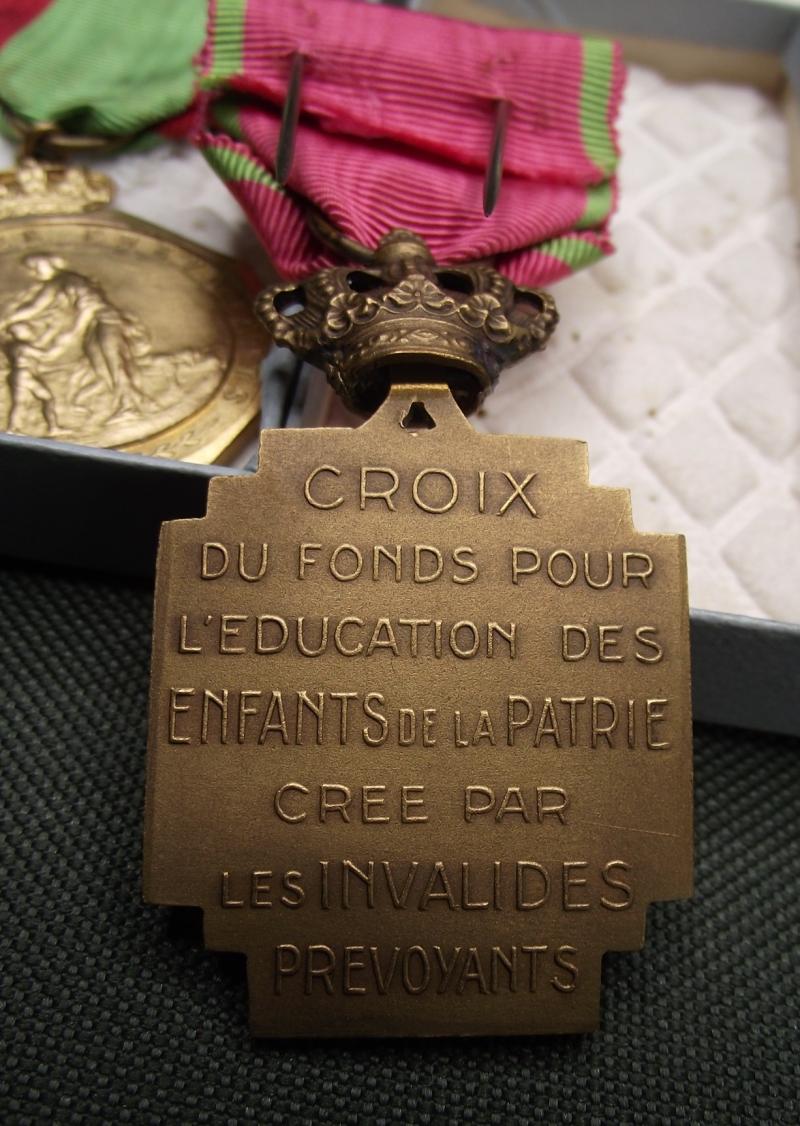 CROIX
DU FONDS POUR
L'EDUCATION DES
ENFANTS DE LA PATRIE
CREE PAR
LES INVALIDES
PREVOYANTS